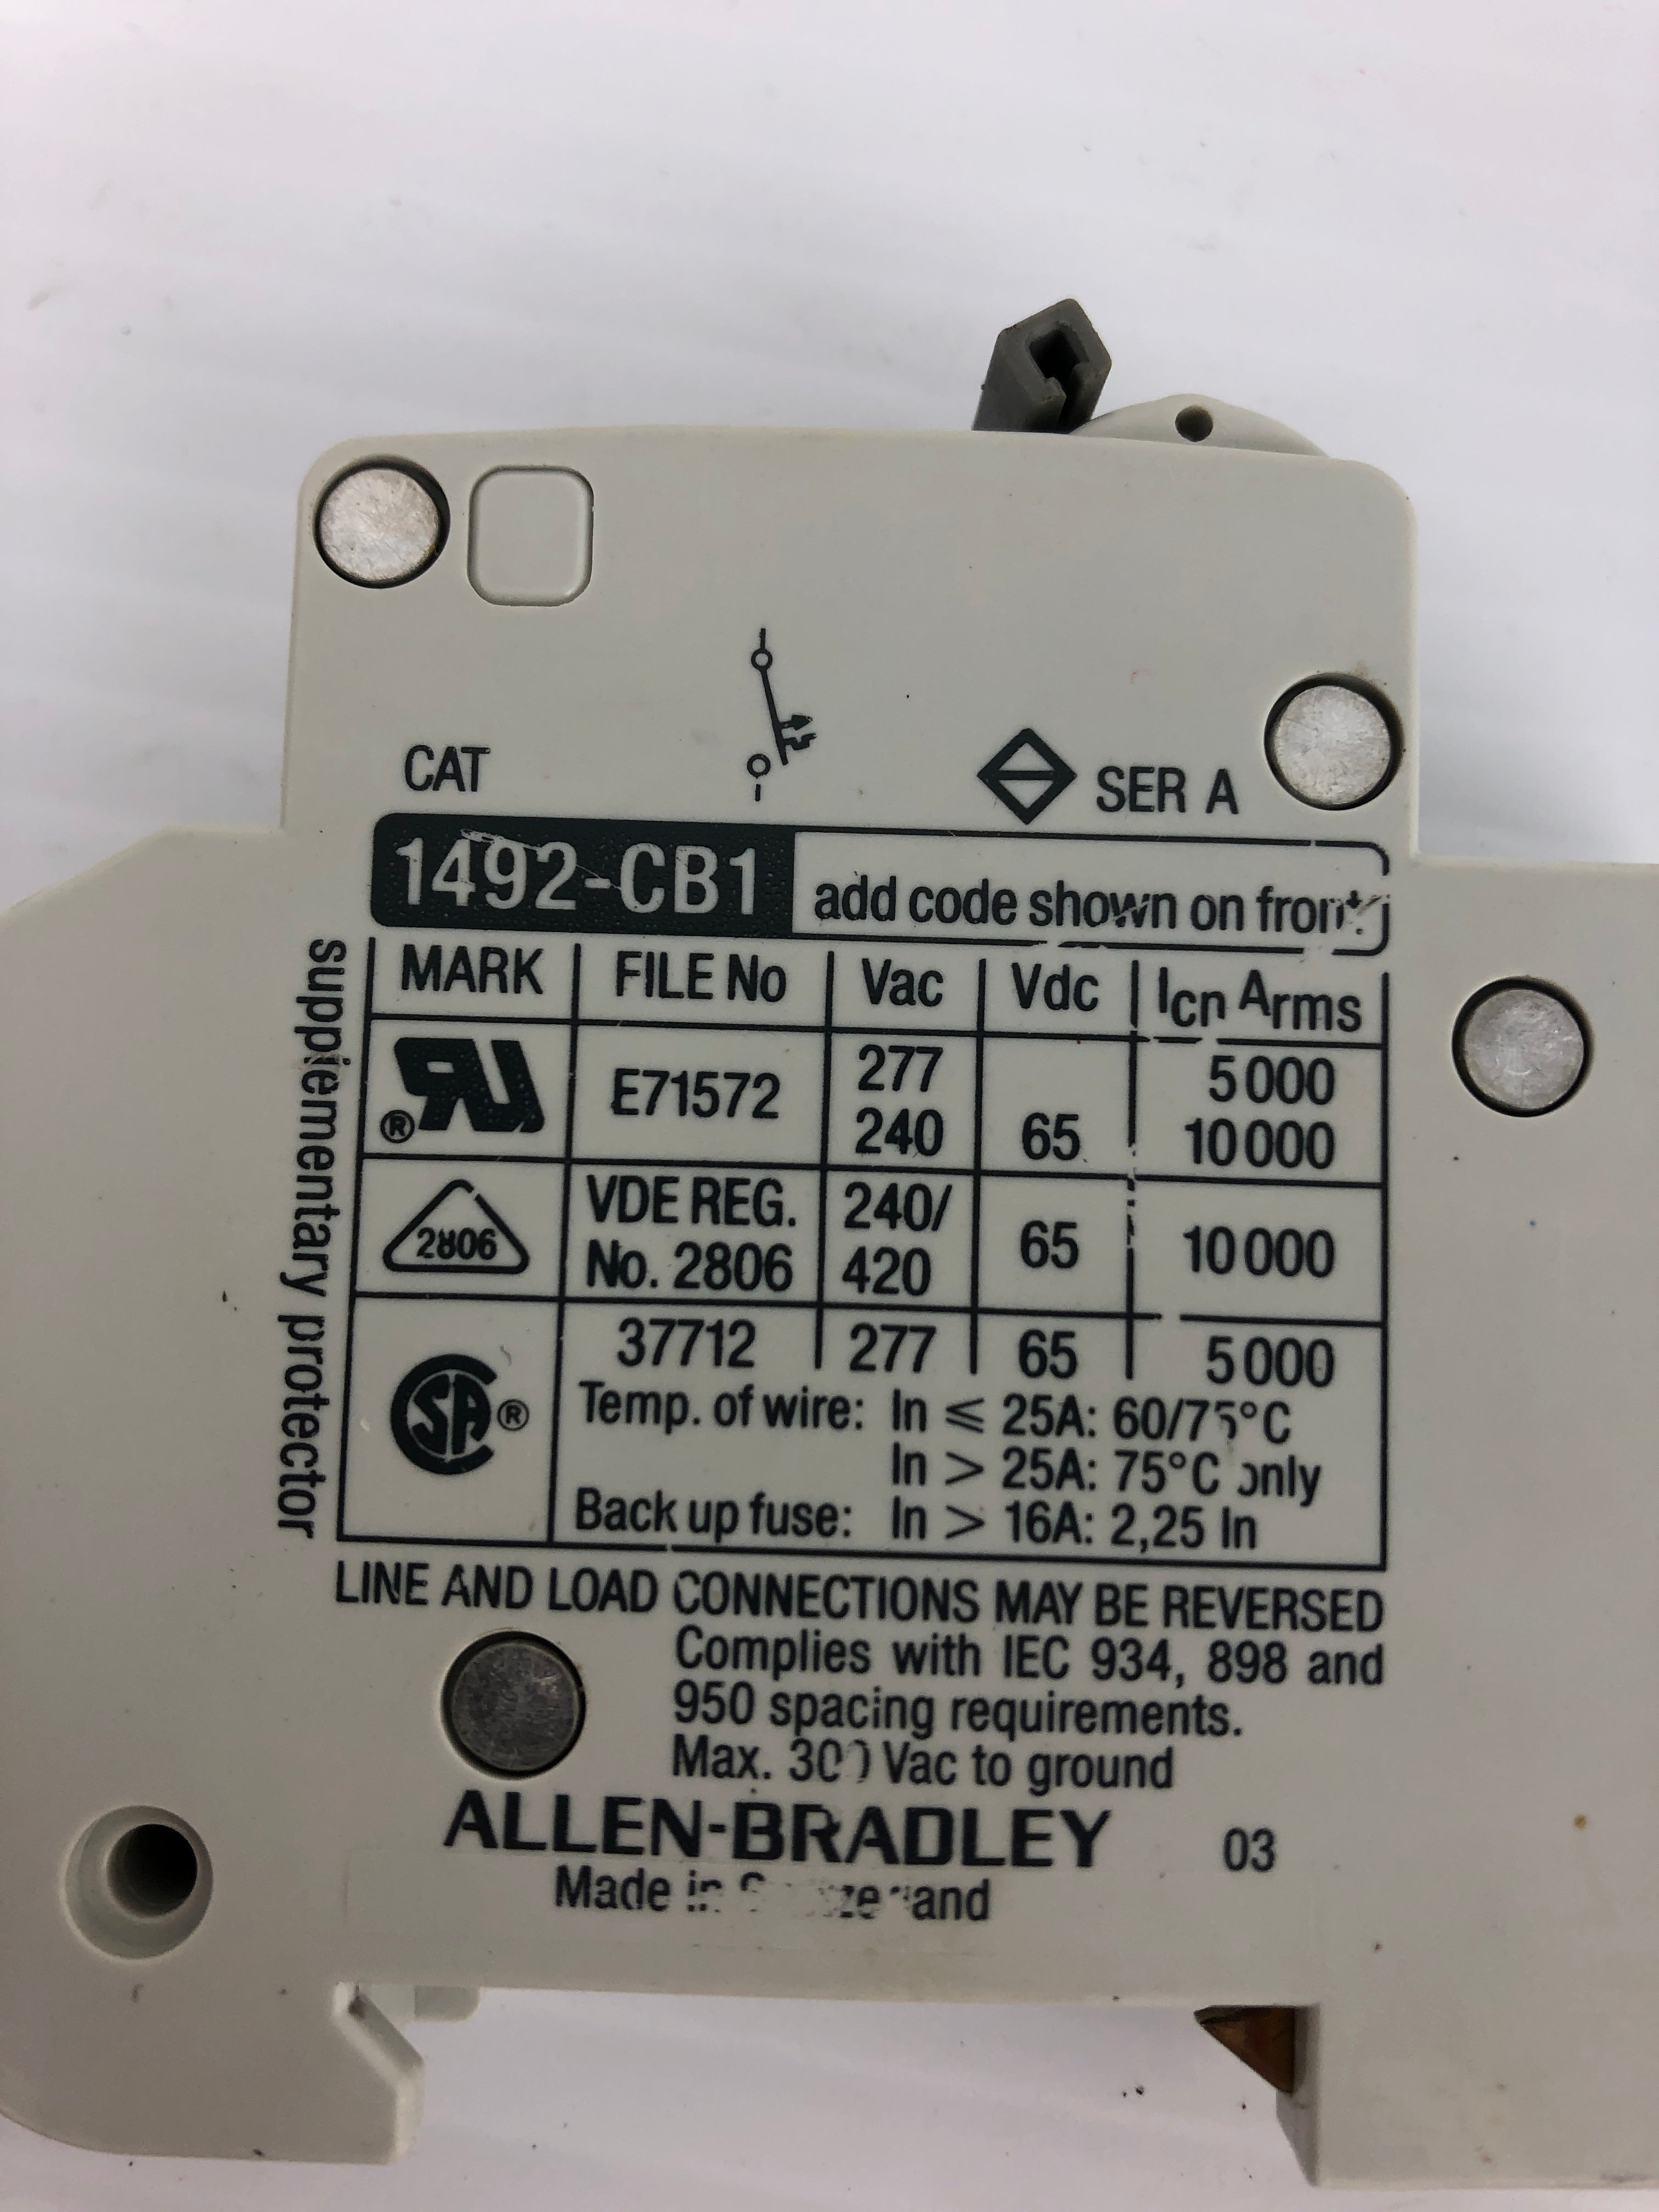 CAT
SER A
1492-CB1 add code shown on front
supplementary protector
MARK FILE No Vac Vdc Icn Arms
® RU E71572 277 5000
240 65 10000
2806 VDE REG. No. 2806 240/420 65 10000
SA ® 37712 277 65 5000
Temp. of wire: In ≤ 25A: 60/75°C
In > 25A: 75°C only
Back up fuse: In > 16A: 2,25 In
LINE AND LOAD CONNECTIONS MAY BE REVERSED
Complies with IEC 934, 898 and
950 spacing requirements.
Max. 300 Vac to ground
ALLEN-BRADLEY 03
Made in Switzerland